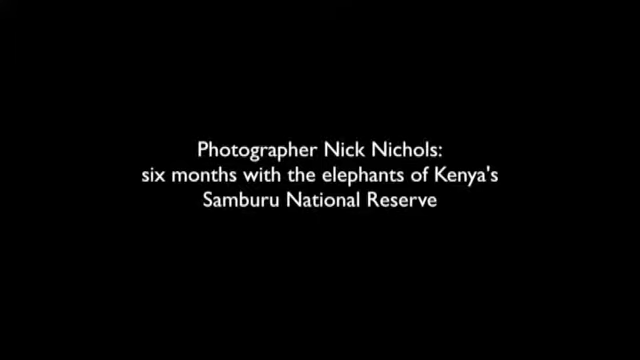 Photographer Nick Nichols:
six months with the elephants of Kenya's
Samburu National Reserve